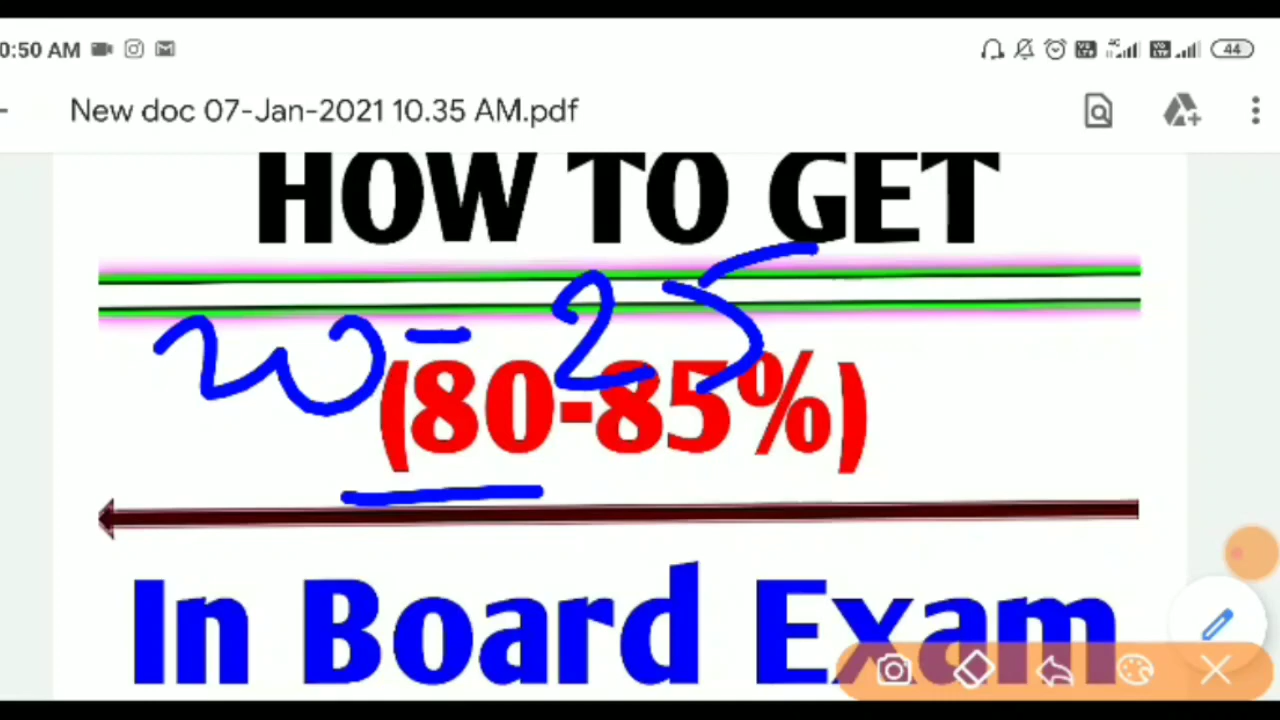 0:50 AM 44
New doc 07-Jan-2021 10.35 AM.pdf
HOW TO GET
20 - 25
(80-85%)
In Board Exam